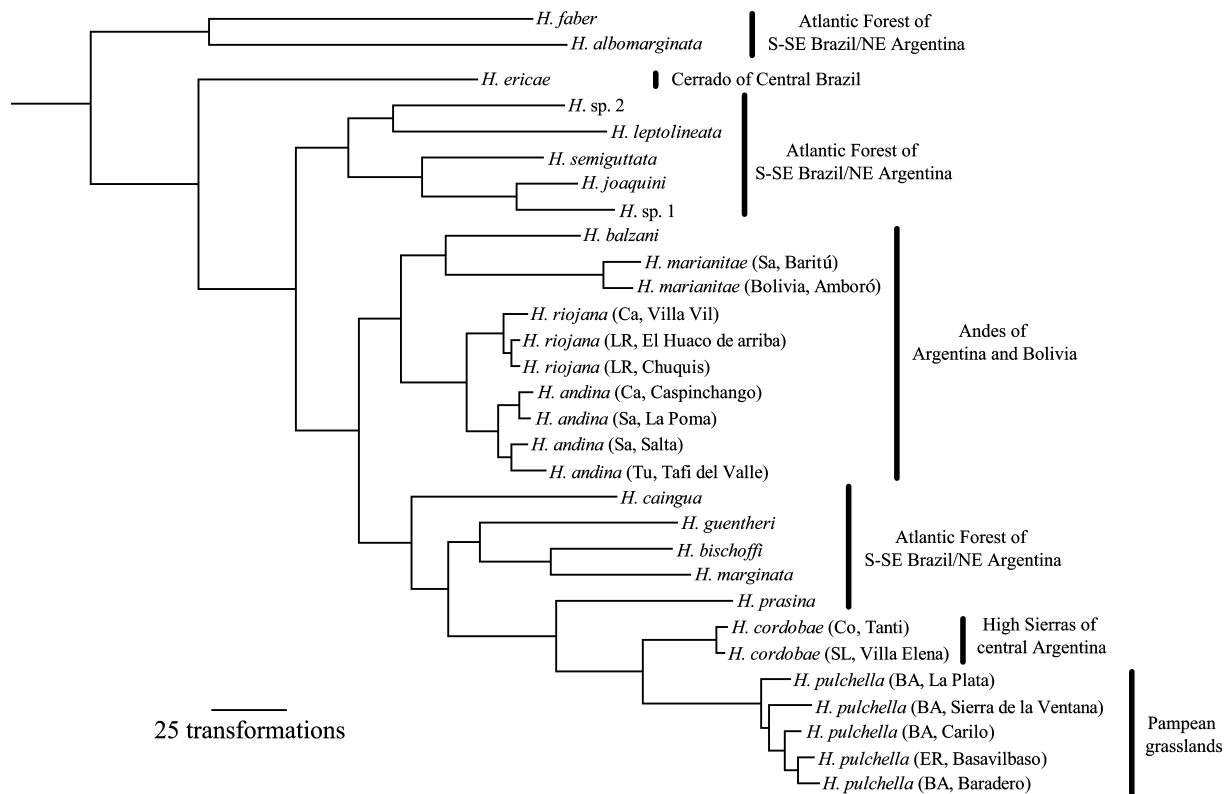 H. faber
H. albomarginata
Atlantic Forest of
S-SE Brazil/NE Argentina
H. ericae
Cerrado of Central Brazil
H. sp. 2
H. leptolineata
H. semiguttata
H. joaquini
H. sp. 1
Atlantic Forest of
S-SE Brazil/NE Argentina
H. balzani
H. marianitae (Sa, Baritú)
H. marianitae (Bolivia, Amboró)
H. riojana (Ca, Villa Vil)
H. riojana (LR, El Huaco de arriba)
H. riojana (LR, Chuquis)
H. andina (Ca, Caspinchango)
H. andina (Sa, La Poma)
H. andina (Sa, Salta)
H. andina (Tu, Tafi del Valle)
Andes of
Argentina and Bolivia
H. caingua
H. guentheri
H. bischoffi
H. marginata
H. prasina
Atlantic Forest of
S-SE Brazil/NE Argentina
H. cordobae (Co, Tanti)
H. cordobae (SL, Villa Elena)
High Sierras of
central Argentina
H. pulchella (BA, La Plata)
H. pulchella (BA, Sierra de la Ventana)
H. pulchella (BA, Carilo)
H. pulchella (ER, Basavilbaso)
H. pulchella (BA, Baradero)
Pampean
grasslands
25 transformations